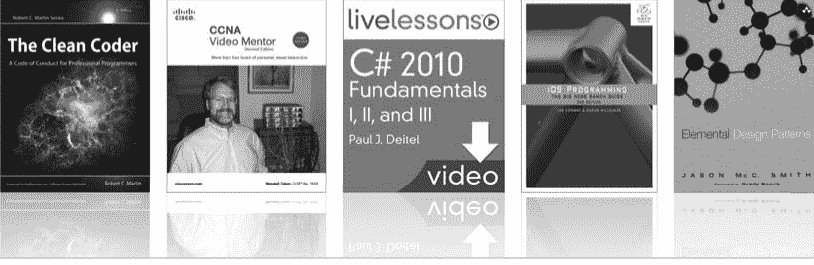 Robert C. Martin Series
The Clean Coder
A Code of Conduct for Professional Programmers
Robert C. Martin
CISCO.
CCNA
Video Mentor
ciscopress.com
livelessons
C# 2010
Fundamentals
I, II, and III
Paul J. Deitel
video
iOS PROGRAMMING
THE BIG NERD RANCH GUIDE
Elemental Design Patterns
JASON MCC. SMITH